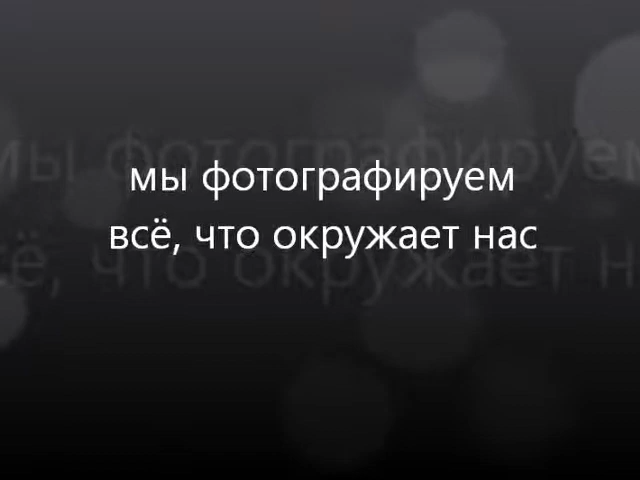 мы фотографируем
всё, что окружает нас